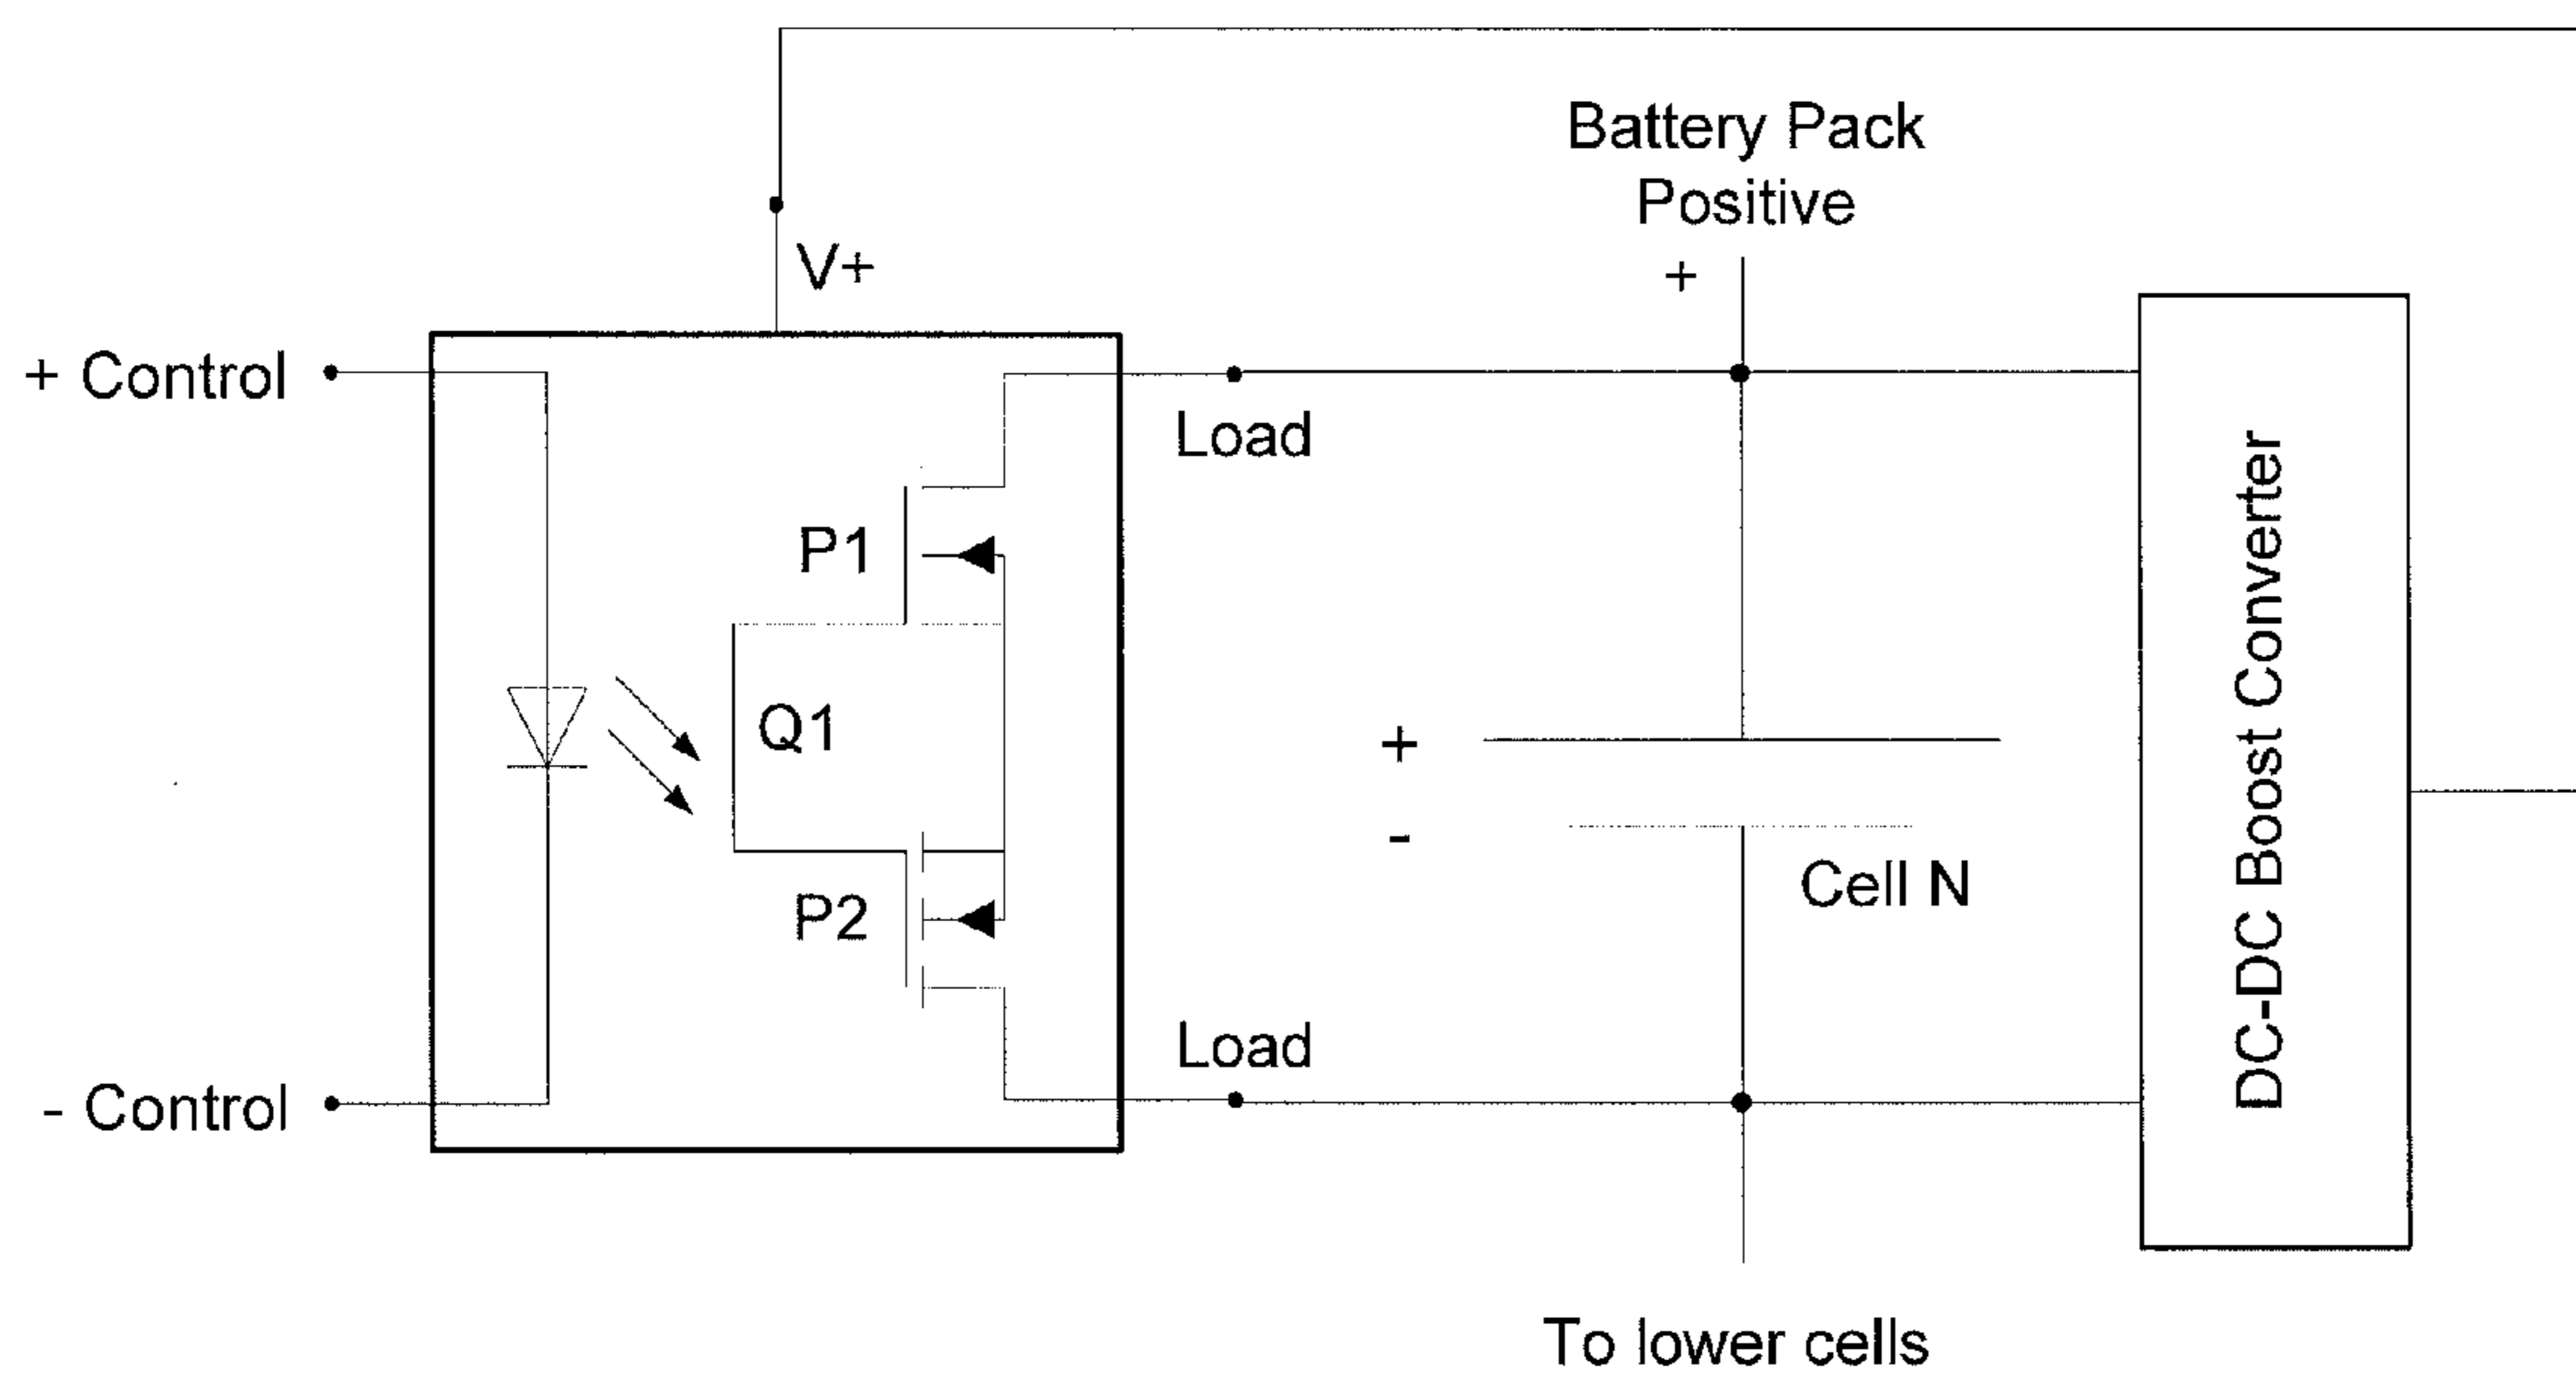 Battery Pack
Positive
+
V+
+ Control
Load
P1
Q1
+
-
Cell N
P2
DC-DC Boost Converter
Load
- Control
To lower cells